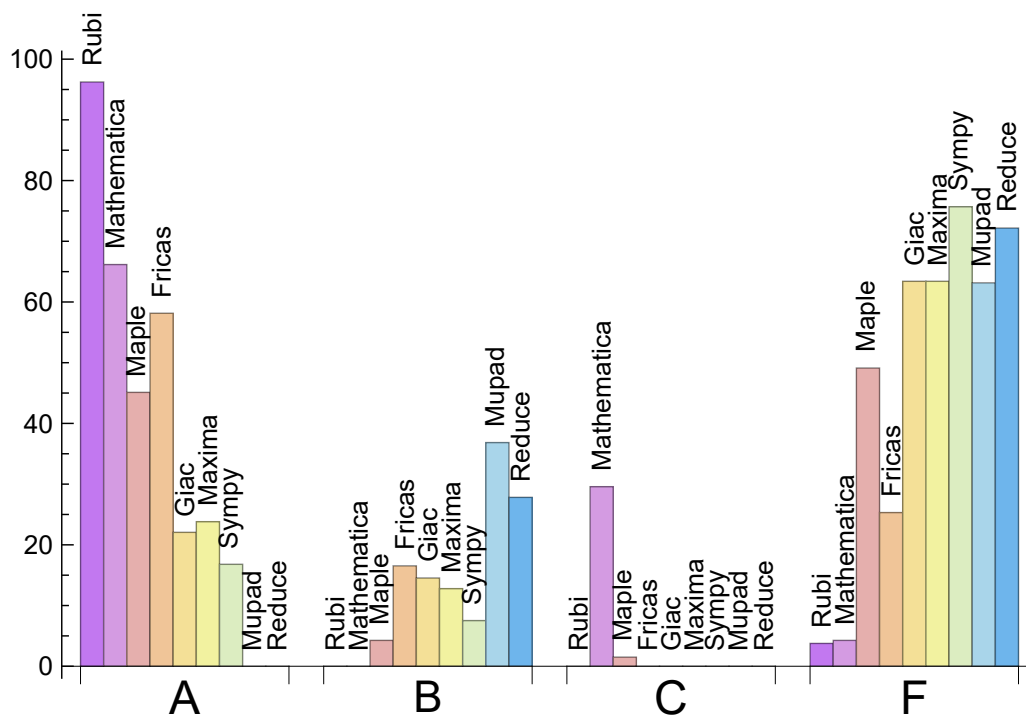 100
80
60
40
20
0
Rubi
Mathematica
Maple
Fricas
Giac
Maxima
Sympy
Mupad
Reduce
Rubi
Mathematica
Maple
Fricas
Giac
Maxima
Sympy
Mupad
Reduce
Rubi
Mathematica
Maple
Fricas
Giac
Maxima
Sympy
Mupad
Reduce
Rubi
Mathematica
Maple
Fricas
Giac
Maxima
Sympy
Mupad
Reduce
A
B
C
F